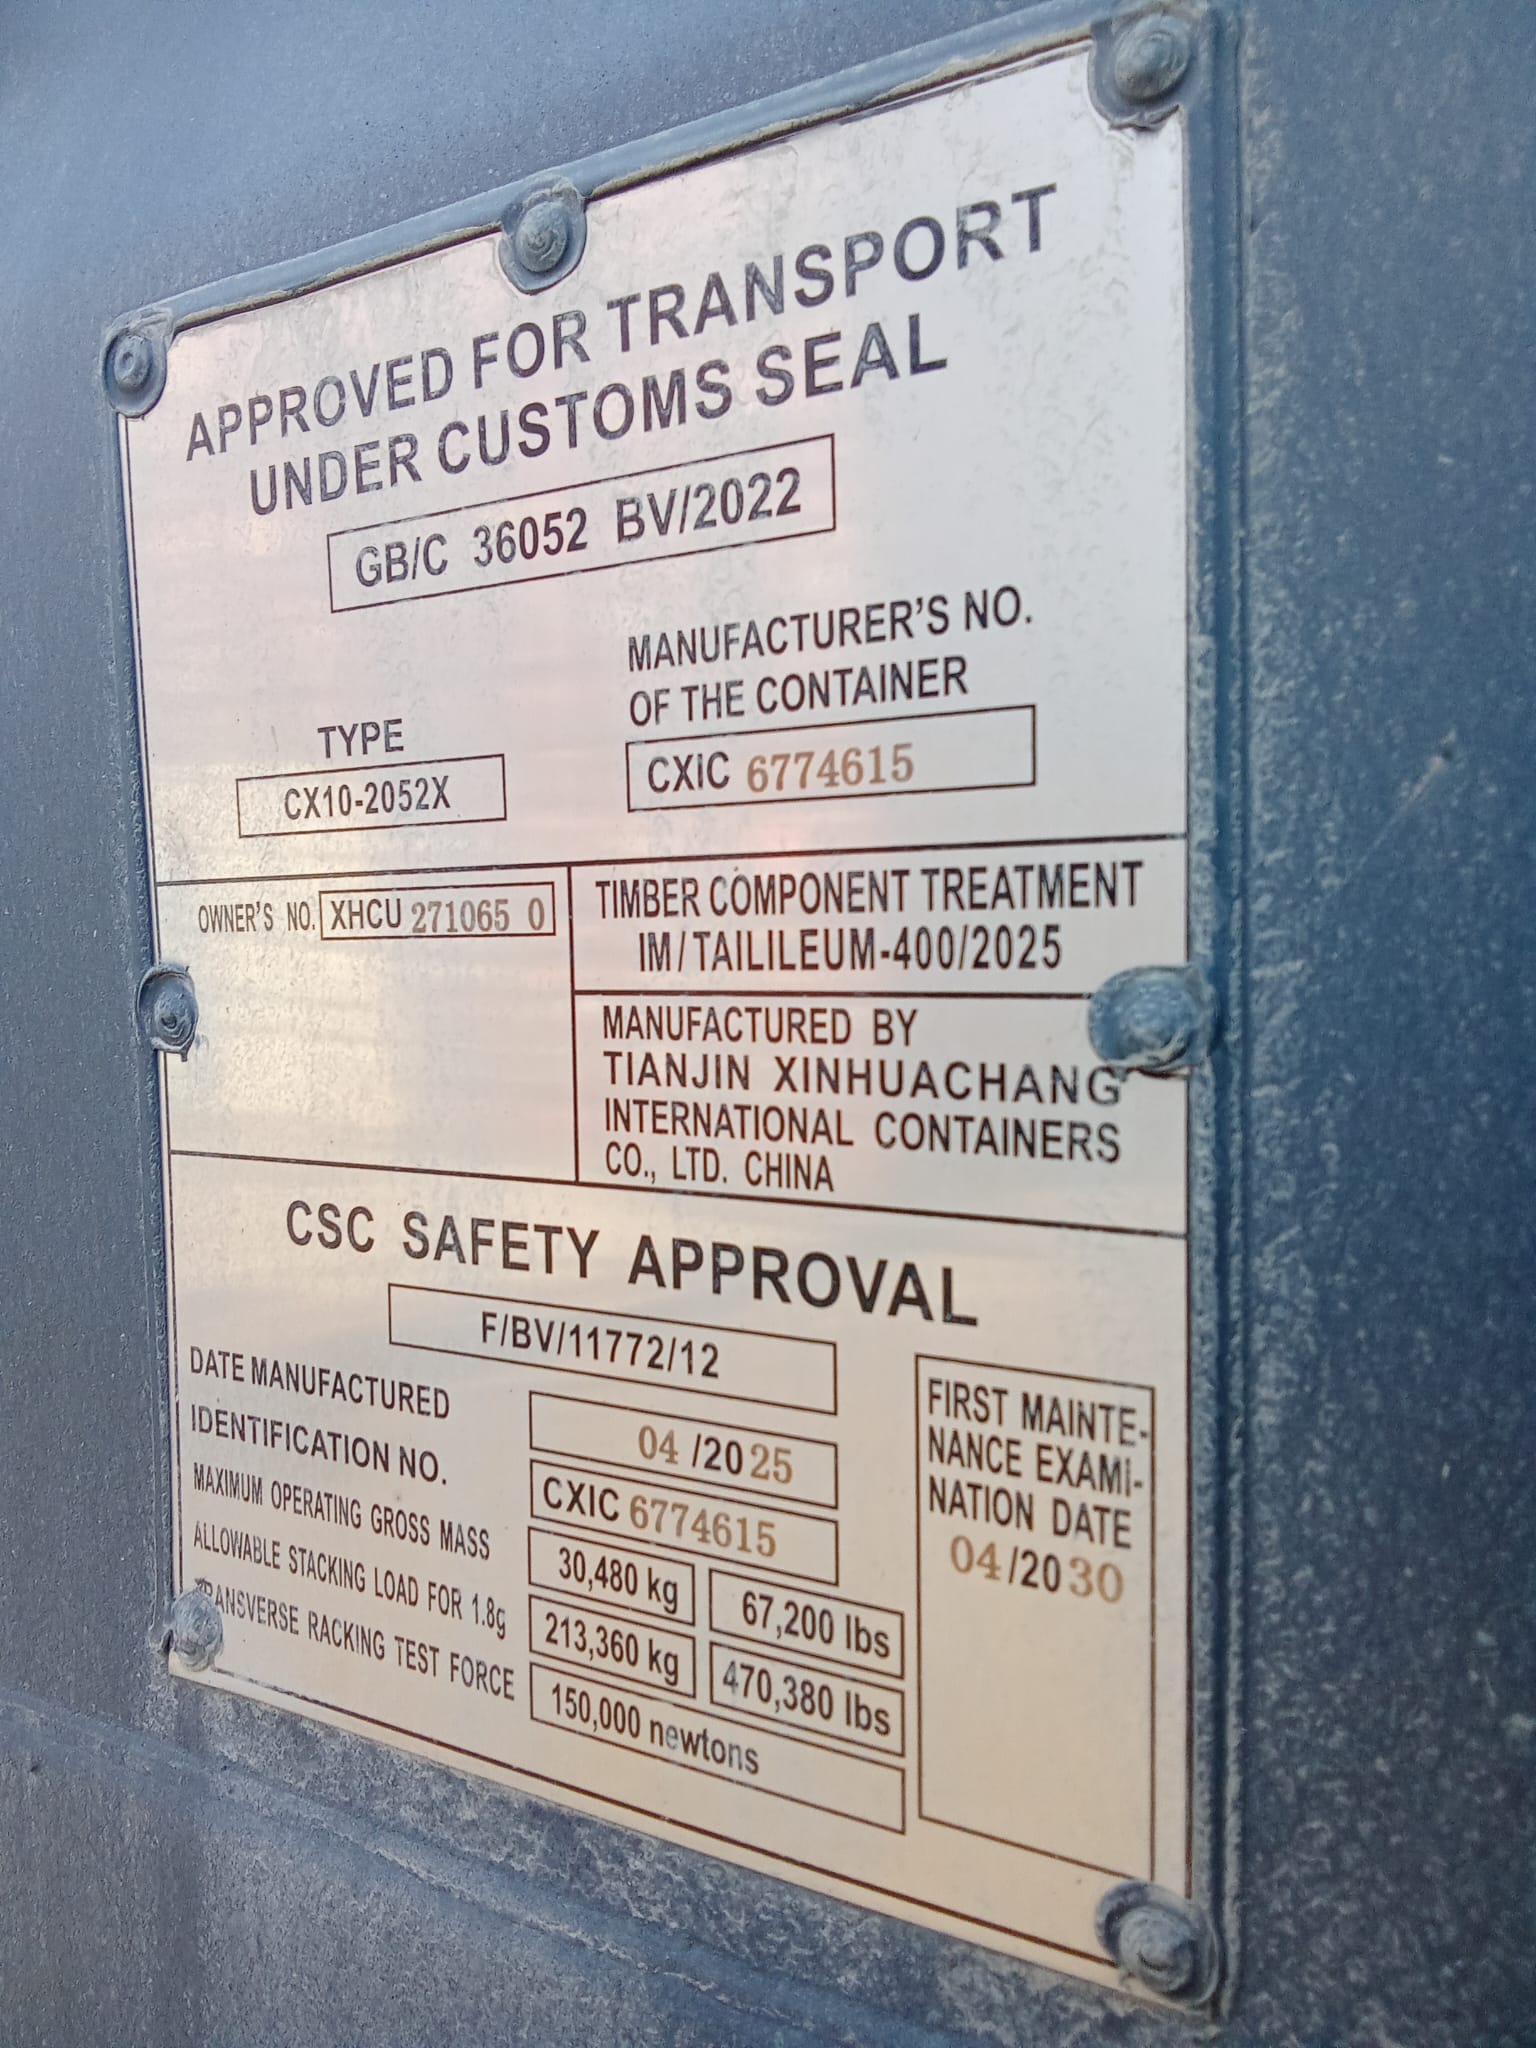 APPROVED FOR TRANSPORT
UNDER CUSTOMS SEAL
GB/C 36052 BV/2022
TYPE
CX10-2052X
MANUFACTURER'S NO.
OF THE CONTAINER
CXIC 6774615
OWNER'S NO. XHCU 271065 0
TIMBER COMPONENT TREATMENT
IM/TAILILEUM-400/2025
MANUFACTURED BY
TIANJIN XINHUACHANG
INTERNATIONAL CONTAINERS
CO., LTD. CHINA
CSC SAFETY APPROVAL
F/BV/11772/12
DATE MANUFACTURED 04/2025
IDENTIFICATION NO. CXIC 6774615
MAXIMUM OPERATING GROSS MASS 30,480 kg 67,200 lbs
ALLOWABLE STACKING LOAD FOR 1.8g 213,360 kg 470,380 lbs
TRANSVERSE RACKING TEST FORCE 150,000 newtons
FIRST MAINTE-
NANCE EXAMI-
NATION DATE
04/2030